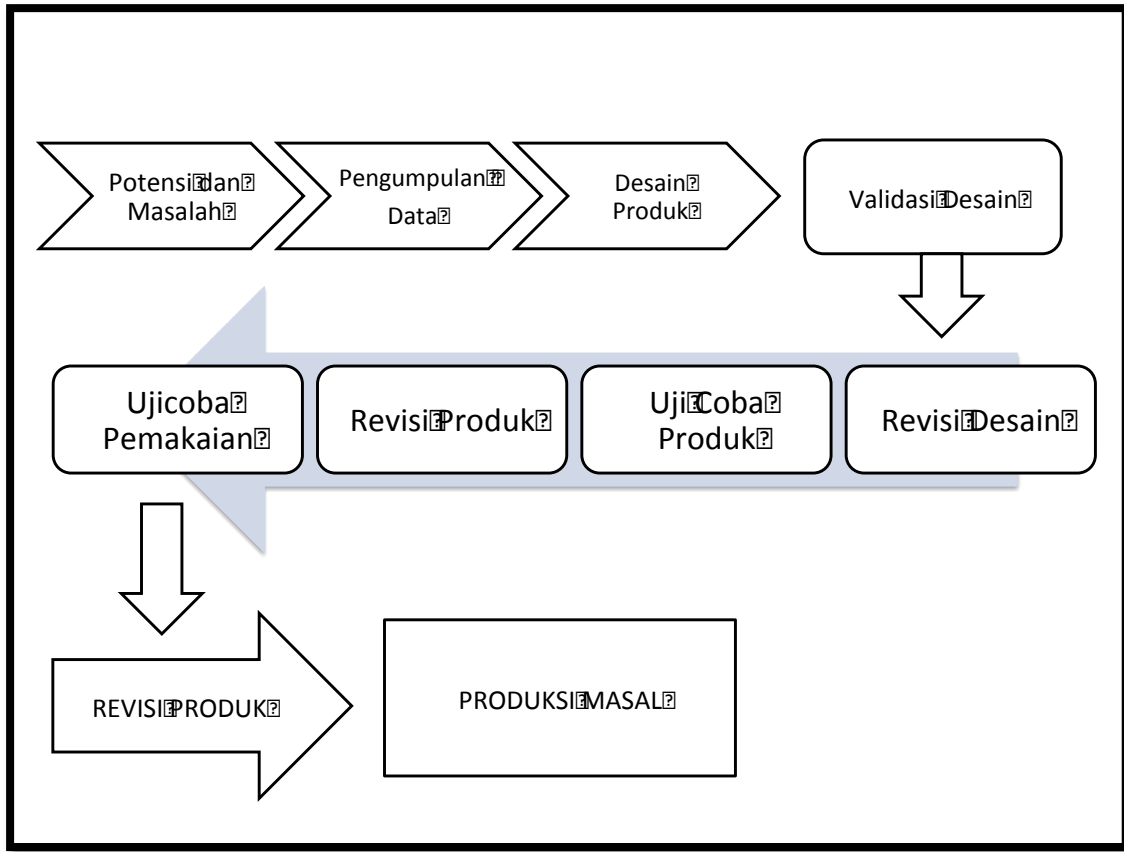 Potensi dan
Masalah
Pengumpulan
Data
Desain
Produk
Validasi Desain
Ujicoba
Pemakaian
Revisi Produk
Uji Coba
Produk
Revisi Desain
REVISI PRODUK
PRODUKSI MASAL